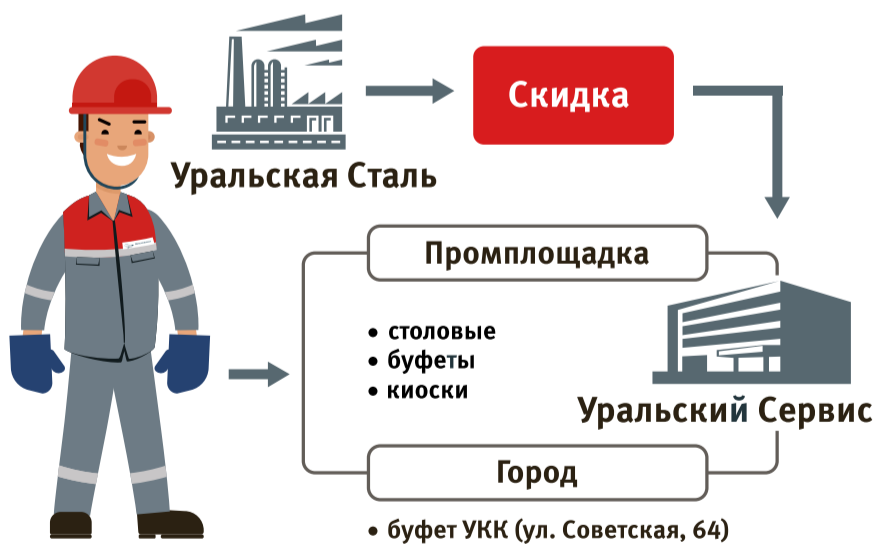 Скидка
Уральская Сталь
Промплощадка
• столовые
• буфеты
• киоски
Уральский Сервис
Город
• буфет УКК (ул. Советская, 64)